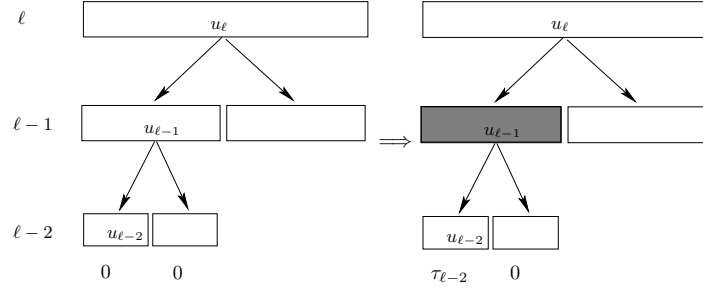 ℓ u_ℓ u_ℓ
ℓ − 1 u_{ℓ−1} ⟹ u_{ℓ−1}
ℓ − 2 u_{ℓ−2} u_{ℓ−2}
0 0 τ_{ℓ−2} 0